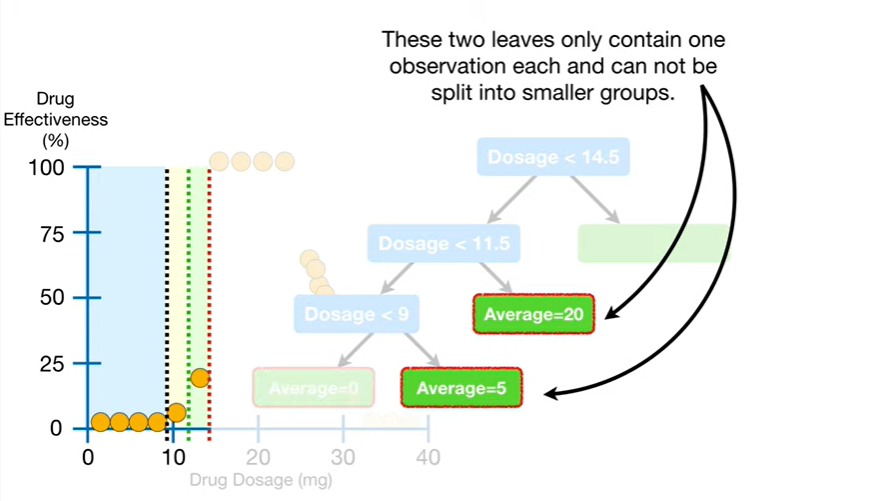 These two leaves only contain one
observation each and can not be
split into smaller groups.
Drug
Effectiveness
(%)
100
75
50
25
0
0
10
20
30
40
Drug Dosage (mg)
Dosage < 14.5
Dosage < 11.5
Dosage < 9
Average=20
Average=0
Average=5